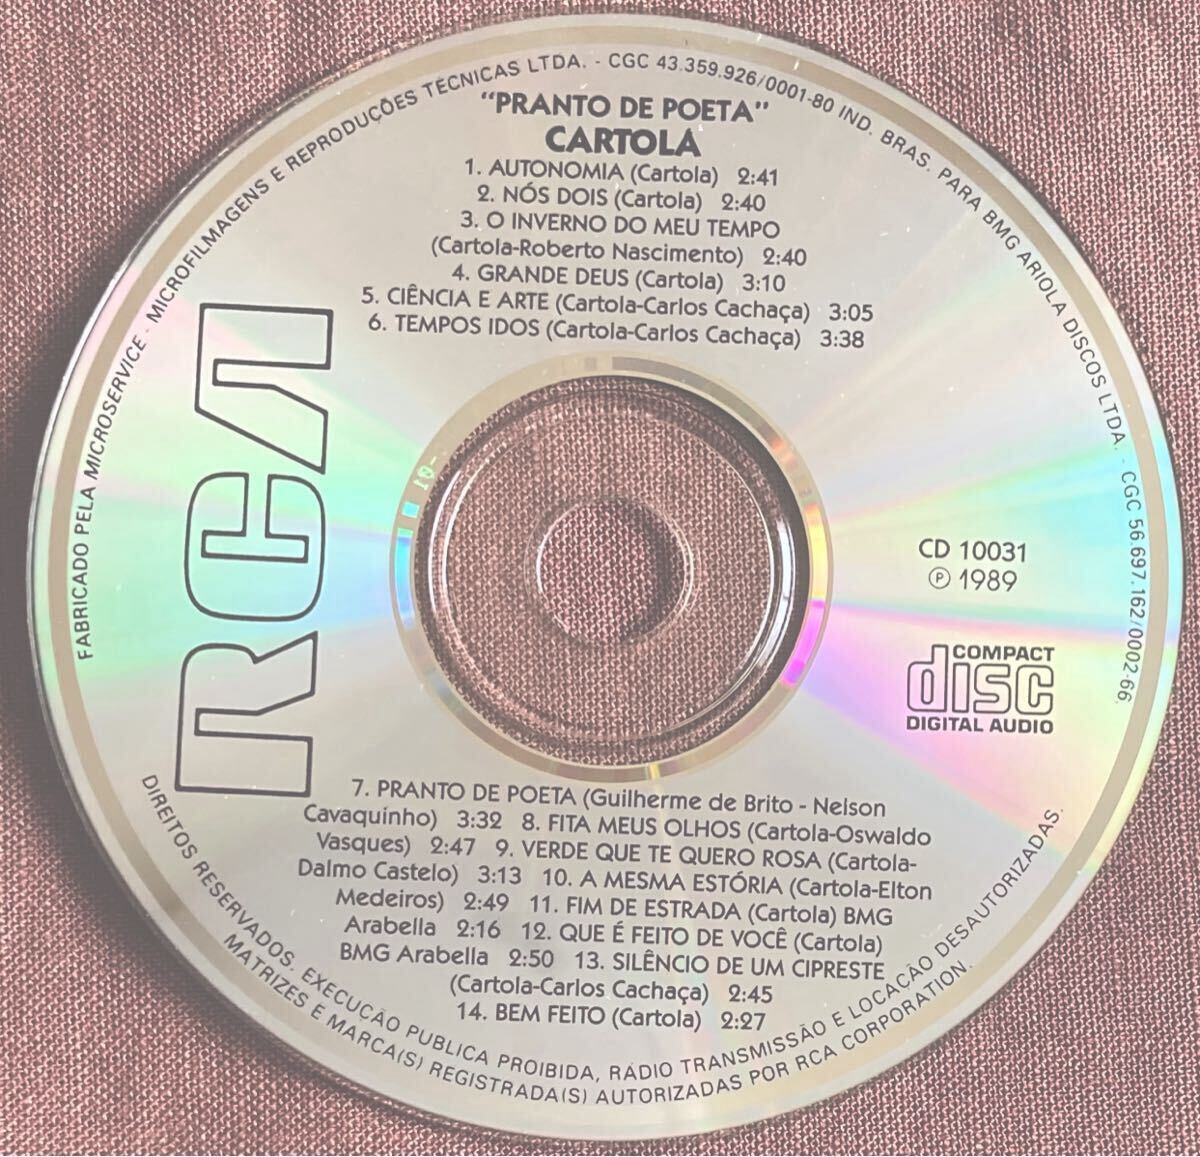 FABRICADO PELA MICROSERVICE - MICROFILMAGENS E REPRODUÇÕES TÉCNICAS LTDA. - CGC 43.359.926/0001-80 IND. BRAS. PARA BMG ARIOLA DISCOS LTDA. - CGC 56.697.162/0002-66.
"PRANTO DE POETA"
CARTOLA
1. AUTONOMIA (Cartola) 2:41
2. NÓS DOIS (Cartola) 2:40
3. O INVERNO DO MEU TEMPO
(Cartola-Roberto Nascimento) 2:40
4. GRANDE DEUS (Cartola) 3:10
5. CIÊNCIA E ARTE (Cartola-Carlos Cachaça) 3:05
6. TEMPOS IDOS (Cartola-Carlos Cachaça) 3:38
RCA
CD 10031
℗ 1989
COMPACT
disc
DIGITAL AUDIO
7. PRANTO DE POETA (Guilherme de Brito - Nelson
Cavaquinho) 3:32 8. FITA MEUS OLHOS (Cartola-Oswaldo
Vasques) 2:47 9. VERDE QUE TE QUERO ROSA (Cartola-
Dalmo Castelo) 3:13 10. A MESMA ESTÓRIA (Cartola-Elton
Medeiros) 2:49 11. FIM DE ESTRADA (Cartola) BMG
Arabella 2:16 12. QUE É FEITO DE VOCÊ (Cartola)
BMG Arabella 2:50 13. SILÊNCIO DE UM CIPRESTE
(Cartola-Carlos Cachaça) 2:45
14. BEM FEITO (Cartola) 2:27
DIREITOS RESERVADOS. EXECUÇÃO PUBLICA PROIBIDA, RÁDIO TRANSMISSÃO E LOCAÇÃO DESAUTORIZADAS.
MATRIZES E MARCA(S) REGISTRADA(S) AUTORIZADAS POR RCA CORPORATION.